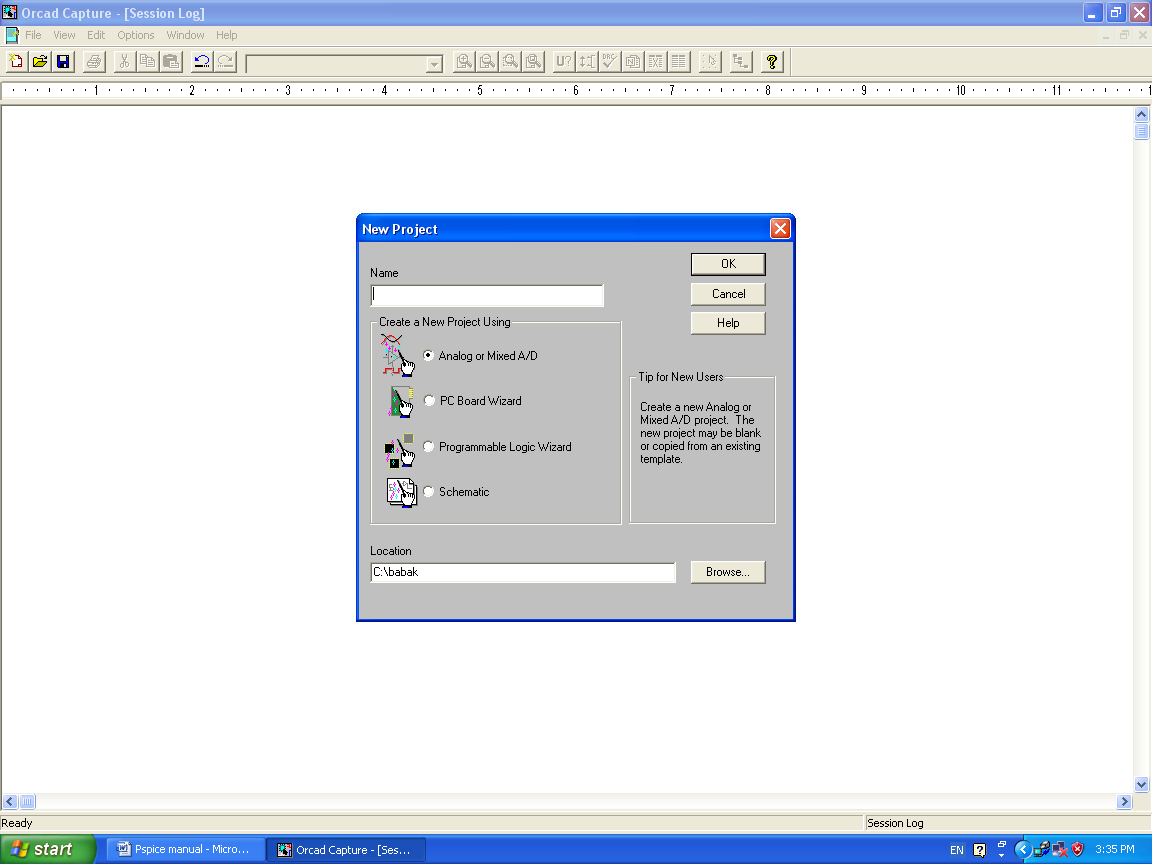 Orcad Capture - [Session Log]
File View Edit Options Window Help
U? DRC ?
1 2 3 4 5 6 7 8 9 10 11 1
New Project
Name
OK
Cancel
Help
Create a New Project Using
Analog or Mixed A/D
PC Board Wizard
Programmable Logic Wizard
Schematic
Tip for New Users
Create a new Analog or
Mixed A/D project. The
new project may be blank
or copied from an existing
template.
Location
C:\babak
Browse...
Ready
Session Log
start
Pspice manual - Micro...
Orcad Capture - [Ses...
EN
?
3:35 PM